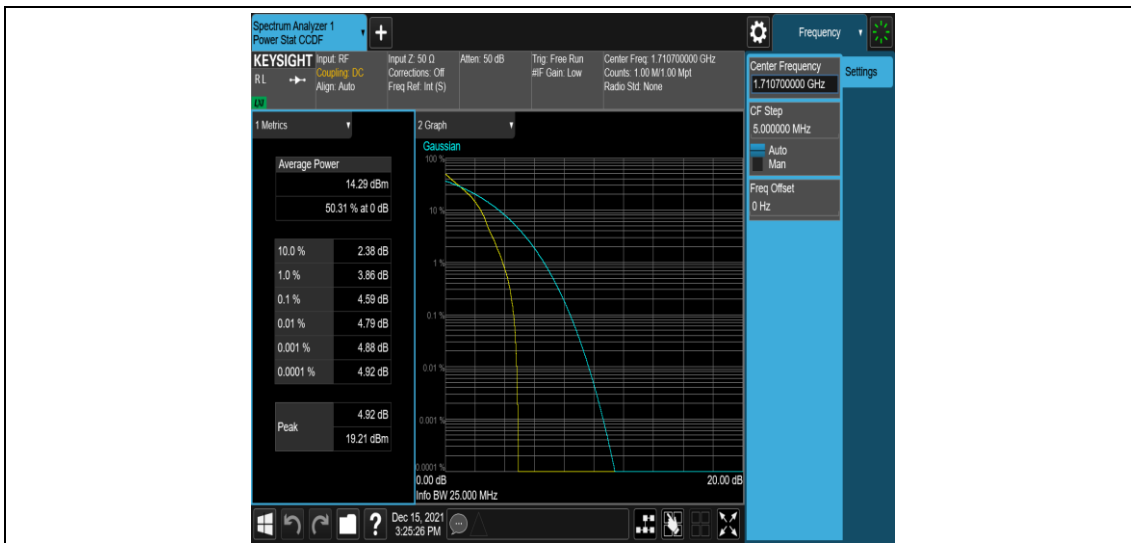 Spectrum Analyzer 1
Power Stat CCDF
+
Frequency
KEYSIGHT
RL
LXI
Input: RF
Coupling: DC
Align: Auto
Input Z: 50 Ω
Corrections: Off
Freq Ref: Int (S)
Atten: 50 dB
Trig: Free Run
#IF Gain: Low
Center Freq: 1.710700000 GHz
Counts: 1.00 M/1.00 Mpt
Radio Std: None
Center Frequency
1.710700000 GHz
Settings
CF Step
5.000000 MHz
Auto
Man
Freq Offset
0 Hz
1 Metrics
Average Power
14.29 dBm
50.31 % at 0 dB
10.0 % 2.38 dB
1.0 % 3.86 dB
0.1 % 4.59 dB
0.01 % 4.79 dB
0.001 % 4.88 dB
0.0001 % 4.92 dB
Peak
4.92 dB
19.21 dBm
2 Graph
Gaussian
100 %
10 %
1 %
0.1 %
0.01 %
0.001 %
0.0001 %
0.00 dB 20.00 dB
Info BW 25.000 MHz
?
Dec 15, 2021
3:25:26 PM